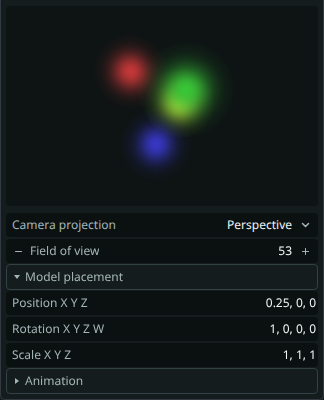 Camera projection Perspective
− Field of view 53 +
Model placement
Position X Y Z 0.25, 0, 0
Rotation X Y Z W 1, 0, 0, 0
Scale X Y Z 1, 1, 1
Animation